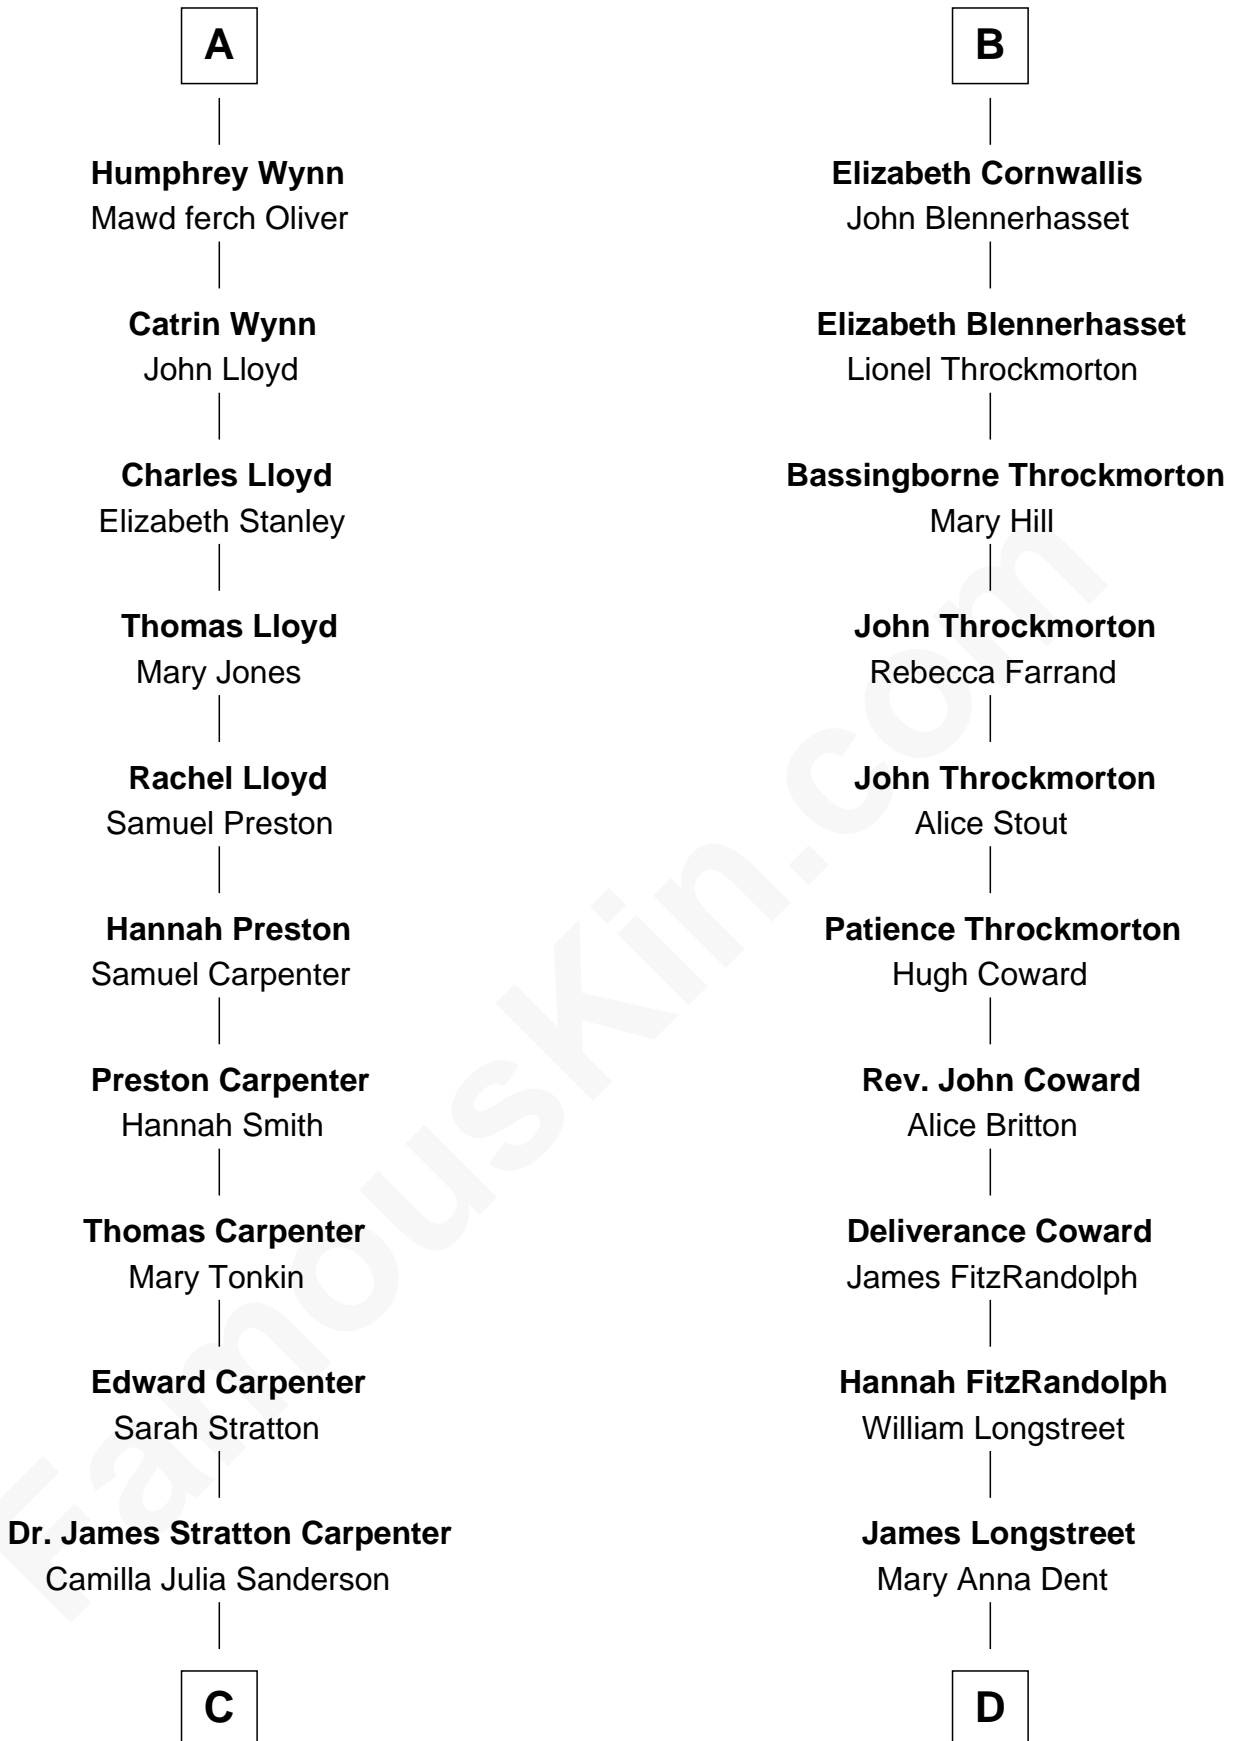 A
Humphrey Wynn
Mawd ferch Oliver
Catrin Wynn
John Lloyd
Charles Lloyd
Elizabeth Stanley
Thomas Lloyd
Mary Jones
Rachel Lloyd
Samuel Preston
Hannah Preston
Samuel Carpenter
Preston Carpenter
Hannah Smith
Thomas Carpenter
Mary Tonkin
Edward Carpenter
Sarah Stratton
Dr. James Stratton Carpenter
Camilla Julia Sanderson
C
B
Elizabeth Cornwallis
John Blennerhasset
Elizabeth Blennerhasset
Lionel Throckmorton
Bassingborne Throckmorton
Mary Hill
John Throckmorton
Rebecca Farrand
John Throckmorton
Alice Stout
Patience Throckmorton
Hugh Coward
Rev. John Coward
Alice Britton
Deliverance Coward
James FitzRandolph
Hannah FitzRandolph
William Longstreet
James Longstreet
Mary Anna Dent
D
FamousKin.com